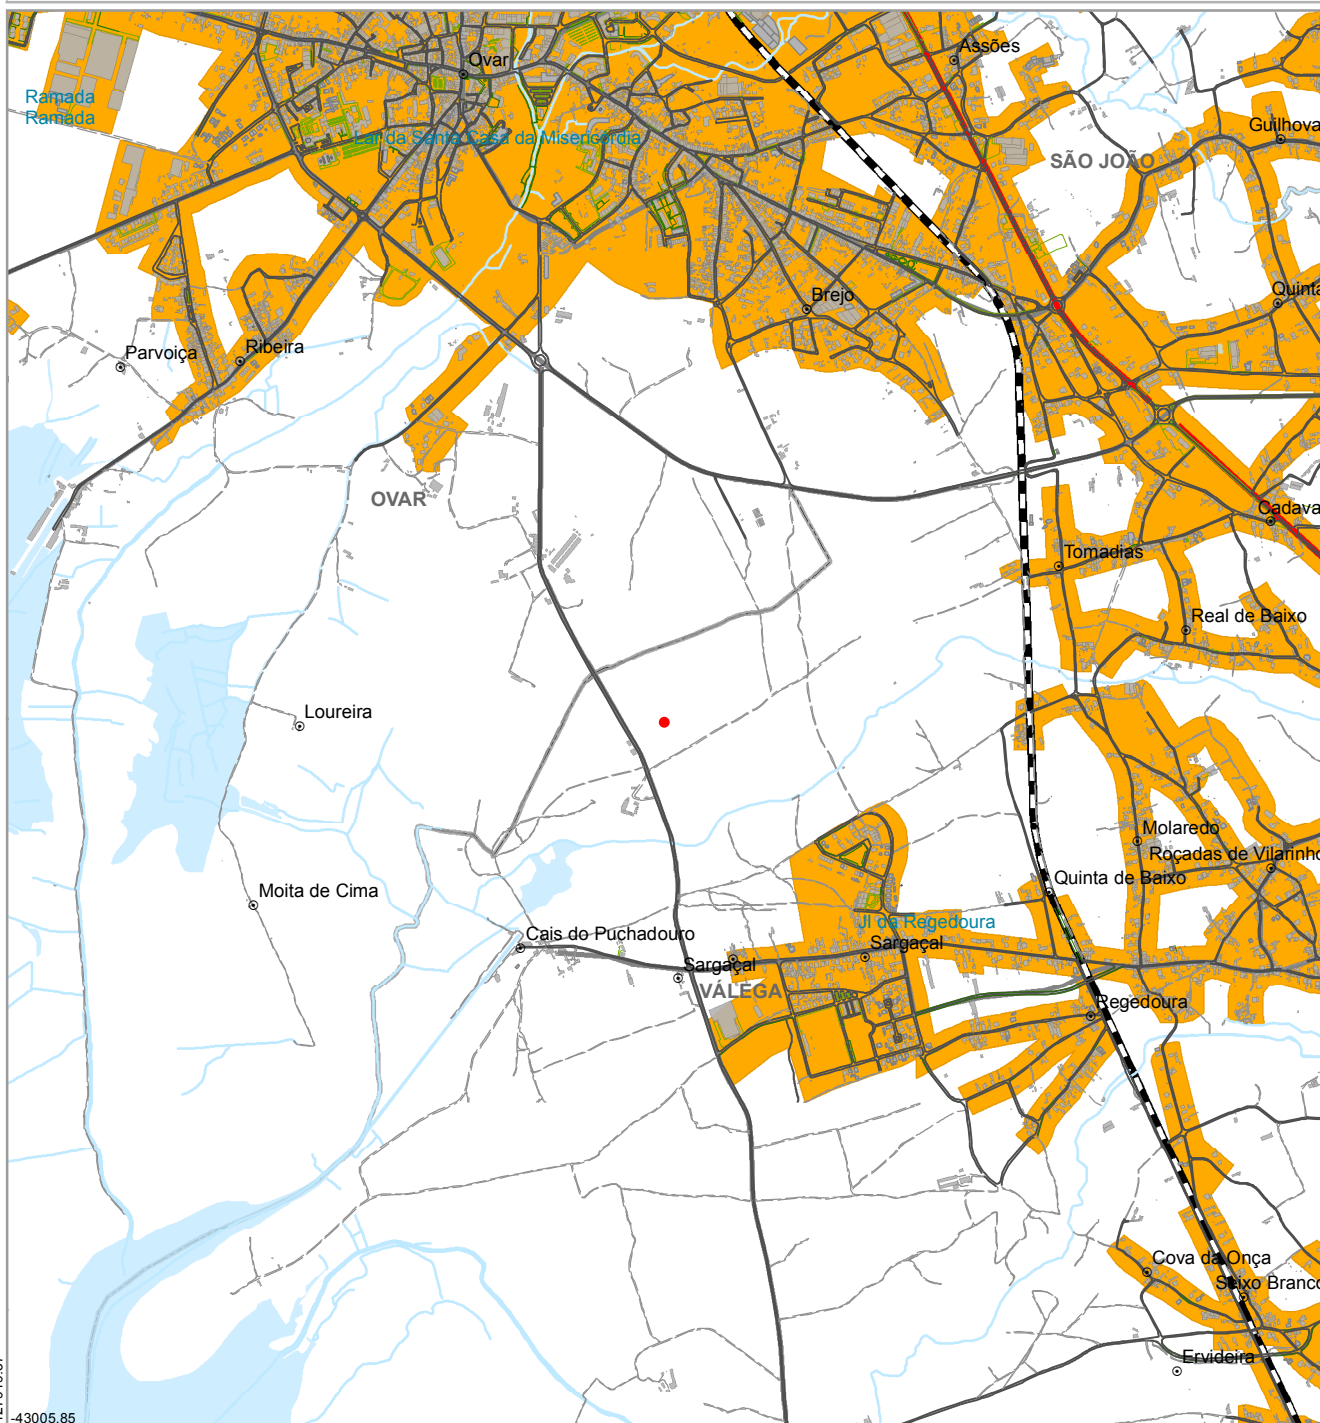 Ovar
Assões
Ramada
Ramada
Guilhova
Lar da Santa Casa da Misericórdia
SÃO JOÃO
Quinta
Brejo
Ribeira
Parvoiça
OVAR
Cadava
Tomadias
Real de Baixo
Loureira
Molaredo
Roçadas de Vilarinho
Quinta de Baixo
Moita de Cima
Jl da Regedoura
Cais do Puchadouro
Sargaçal
Sargaçal
VÁLEGA
Regedoura
Cova da Onça
Seixo Branco
Ervideira
-43005.85